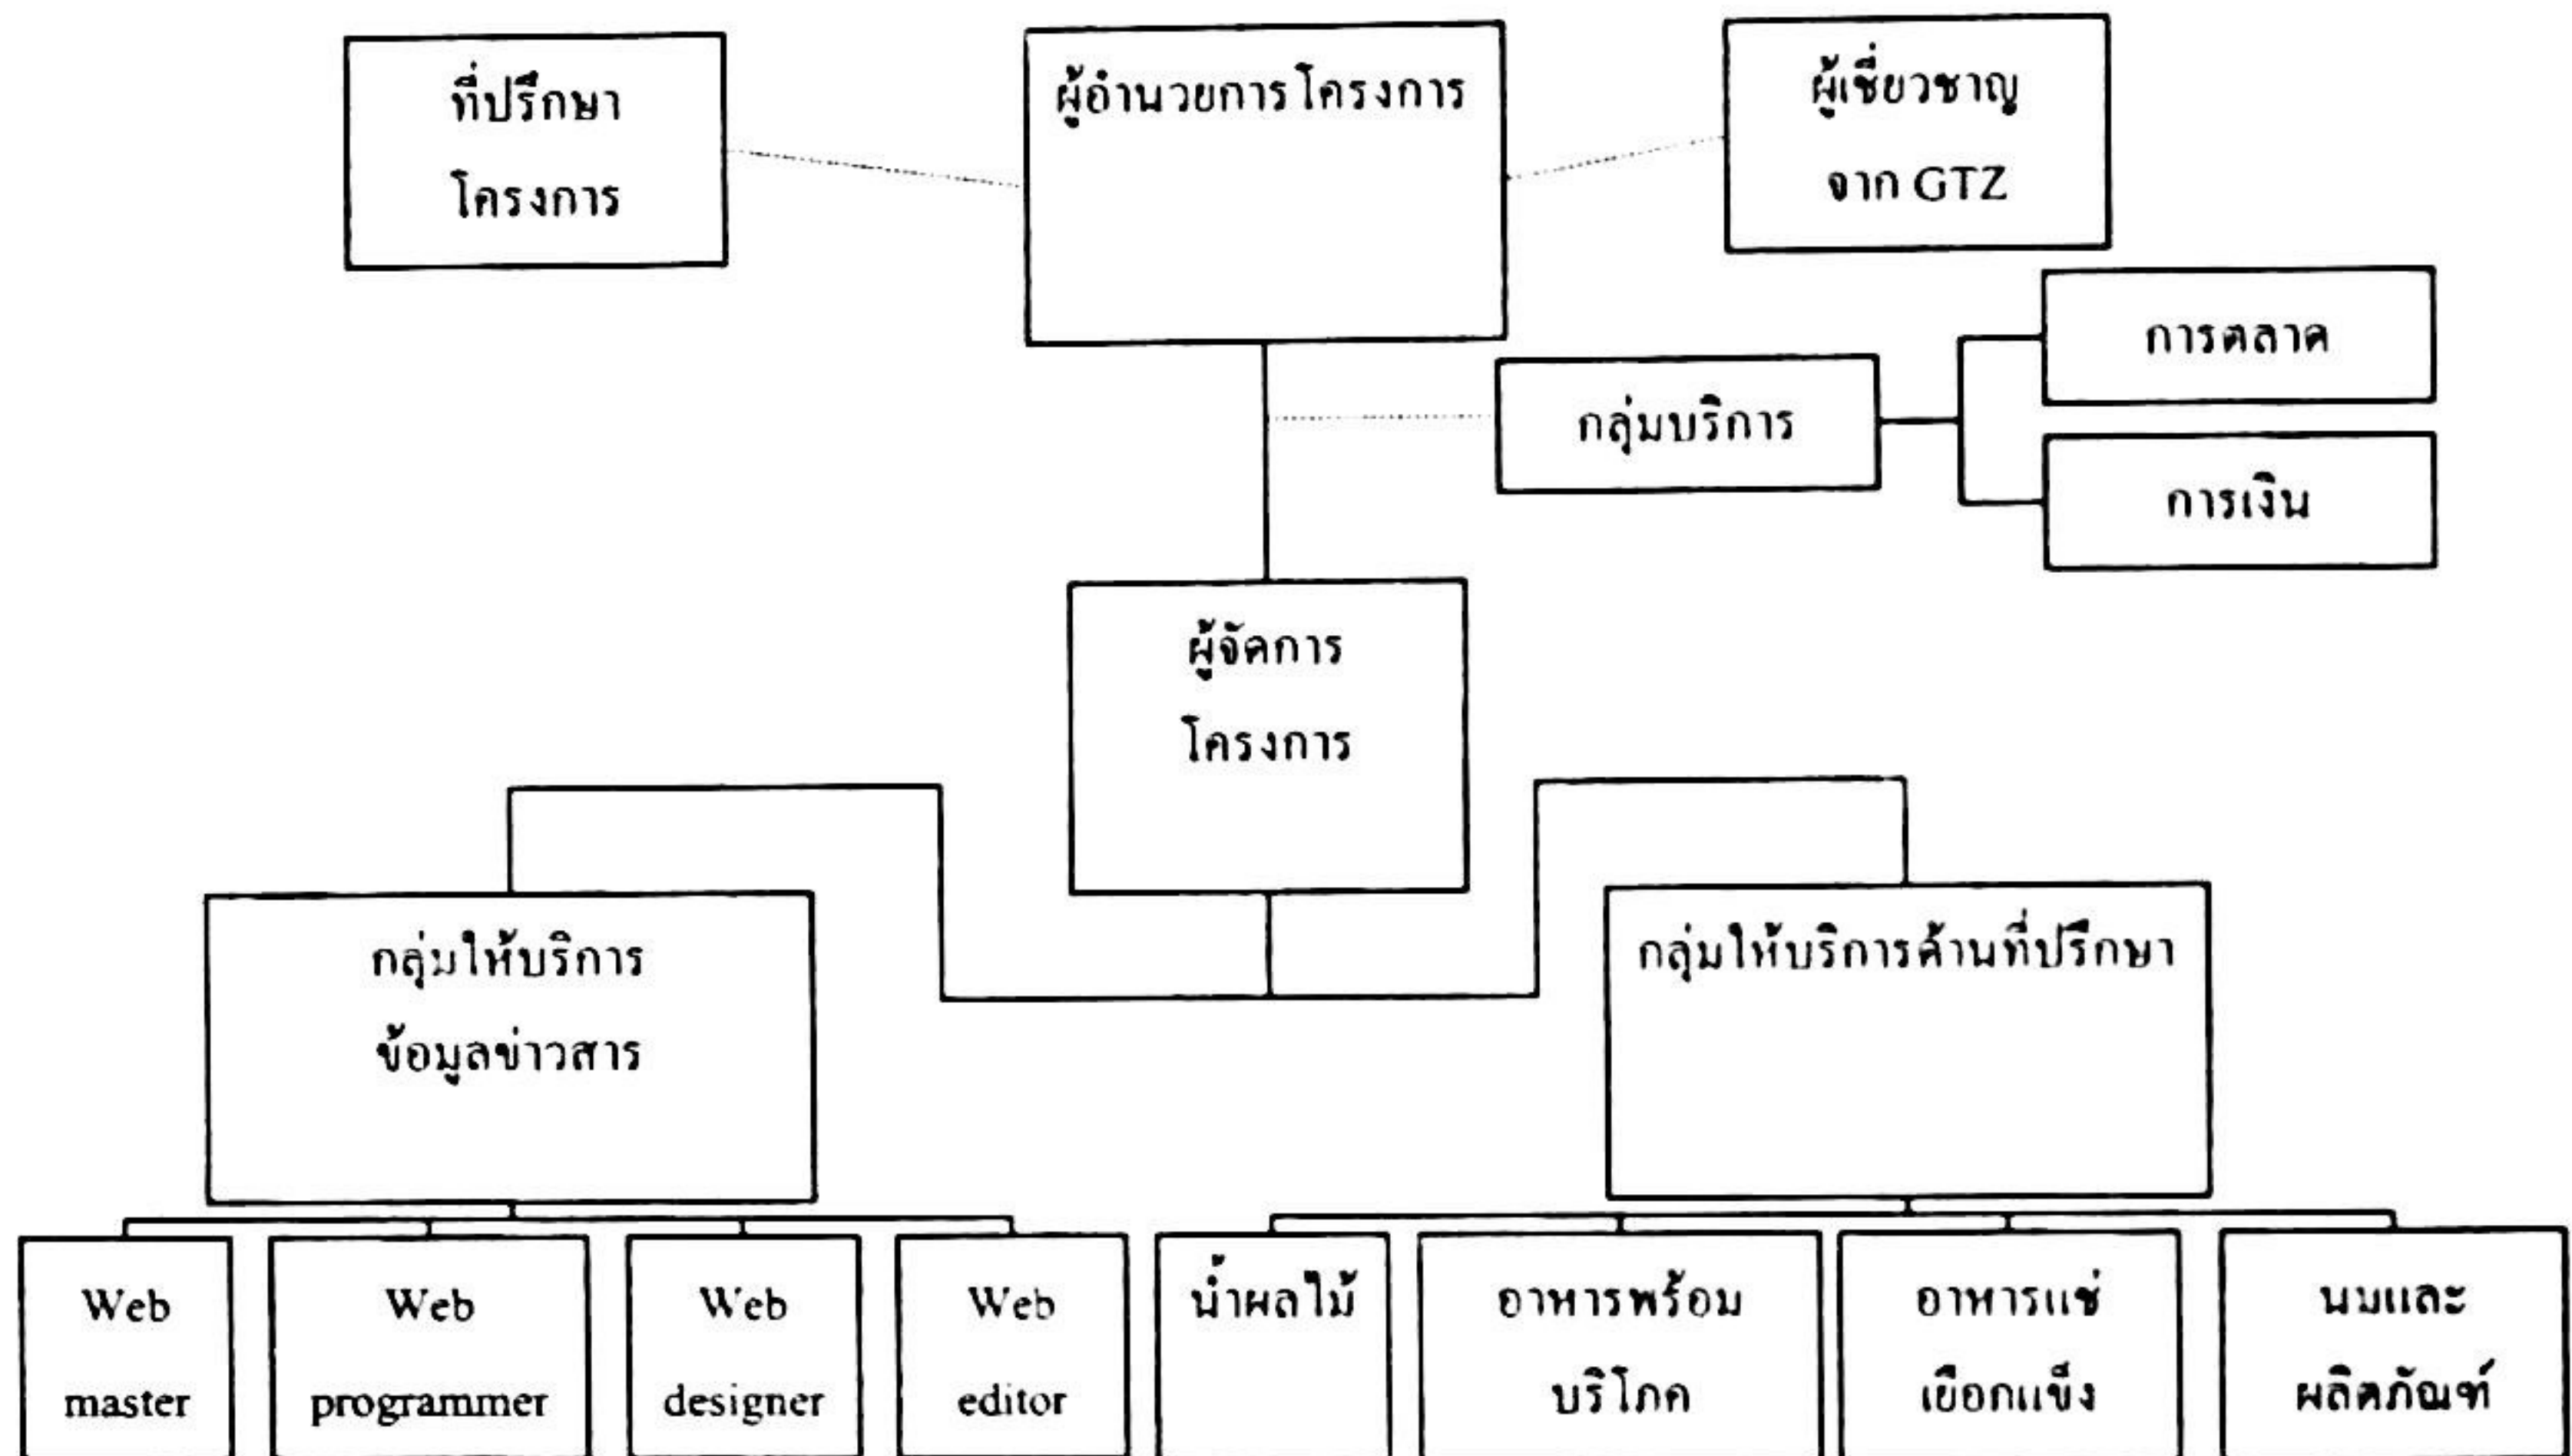 ที่ปรึกษา
โครงการ
ผู้อำนวยการโครงการ
ผู้เชี่ยวชาญ
จาก GTZ
การตลาด
กลุ่มบริการ
การเงิน
ผู้จัดการ
โครงการ
กลุ่มให้บริการ
ข้อมูลข่าวสาร
กลุ่มให้บริการด้านที่ปรึกษา
Web
master
Web
programmer
Web
designer
Web
editor
น้ำผลไม้
อาหารพร้อม
บริโภค
อาหารแช่
เยือกแข็ง
นมและ
ผลิตภัณฑ์